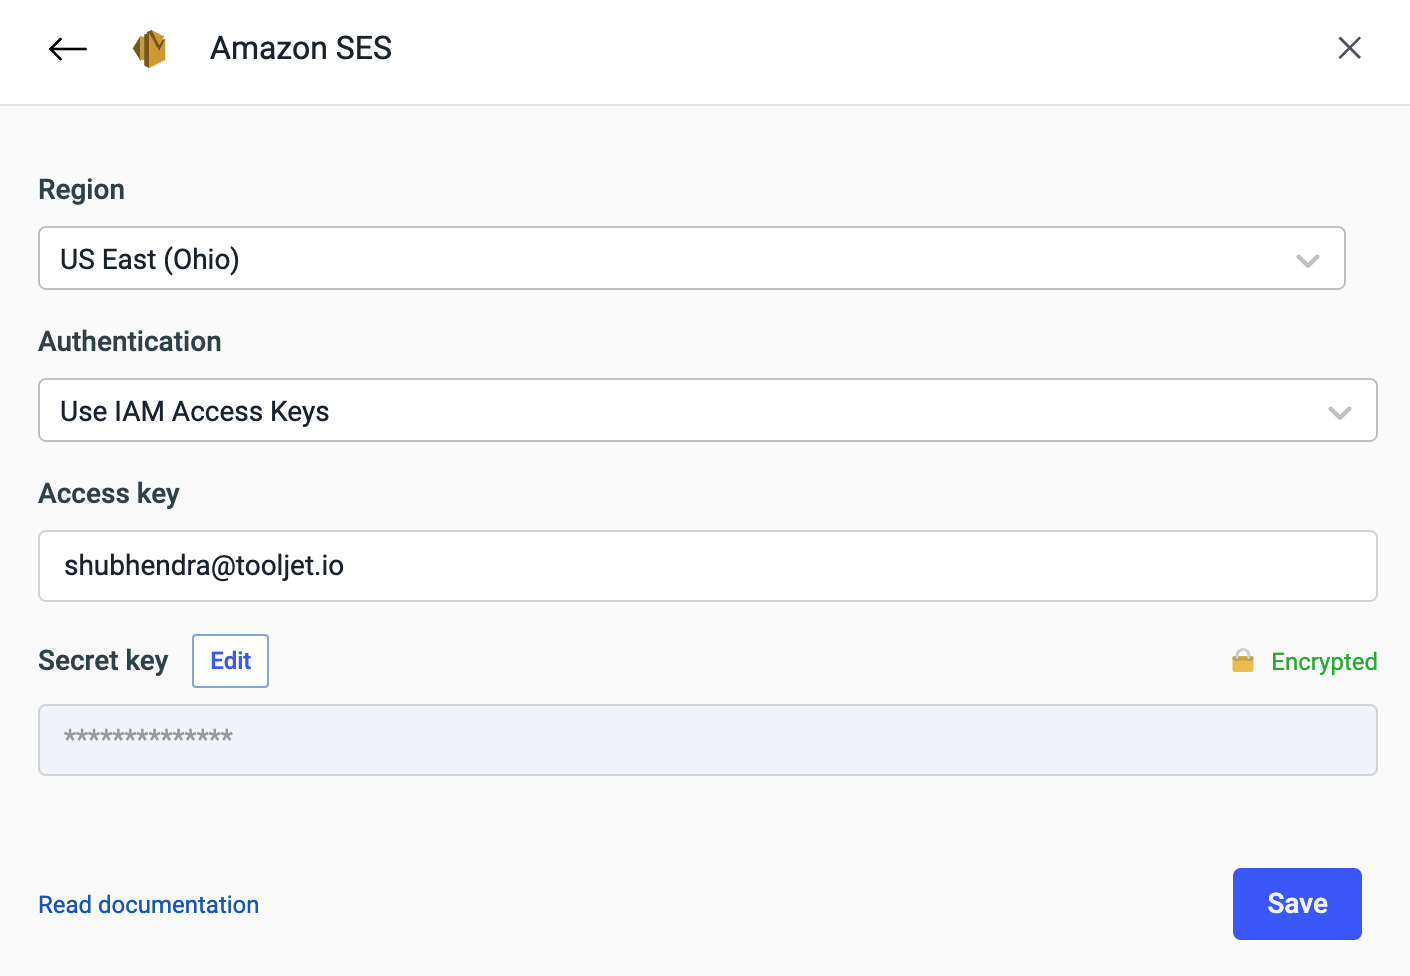 Amazon SES
Region
US East (Ohio)
Authentication
Use IAM Access Keys
Access key
shubhendra@tooljet.io
Secret key Edit Encrypted
**************
Read documentation Save